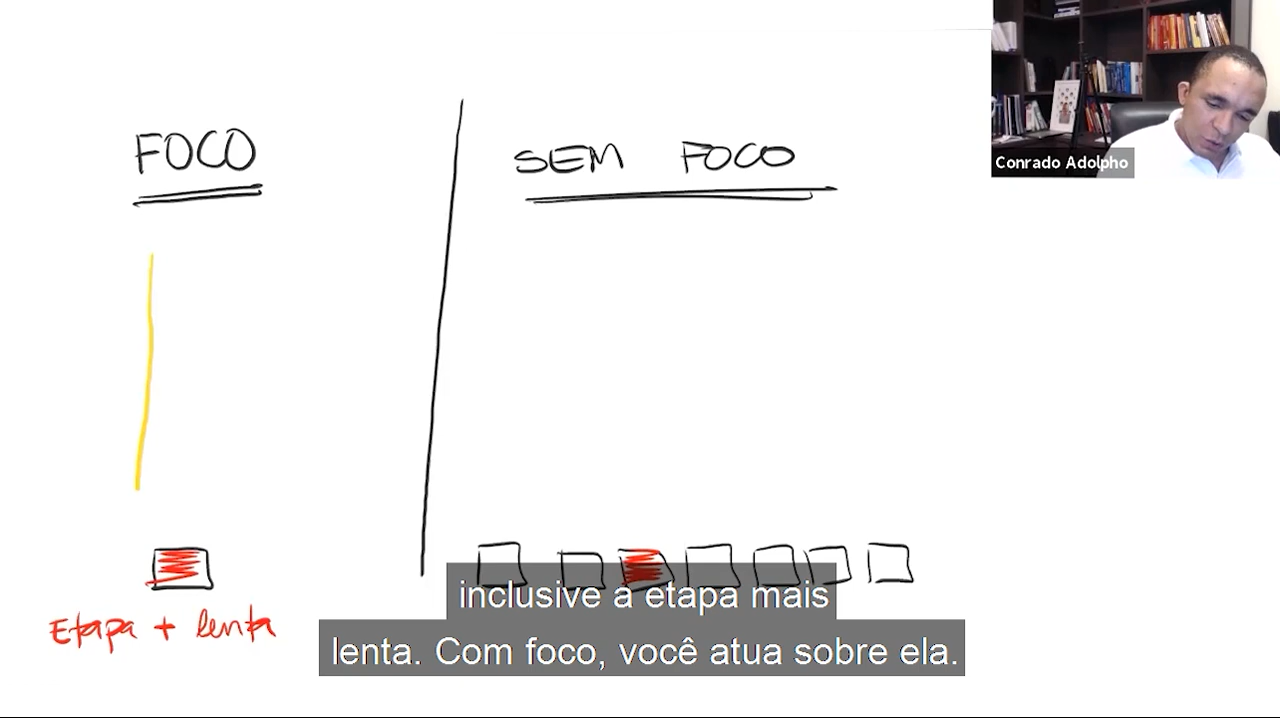 FOCO
SEM FOCO
Conrado Adolpho
Etapa + lenta
inclusive a etapa mais
lenta. Com foco, você atua sobre ela.